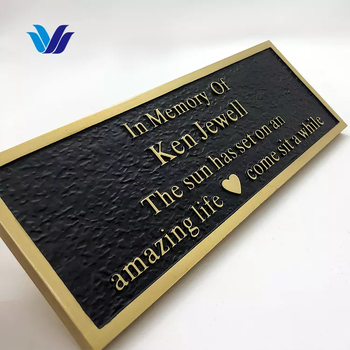 In Memory Of
Ken Jewell
The sun has set on an
amazing life come sit a while